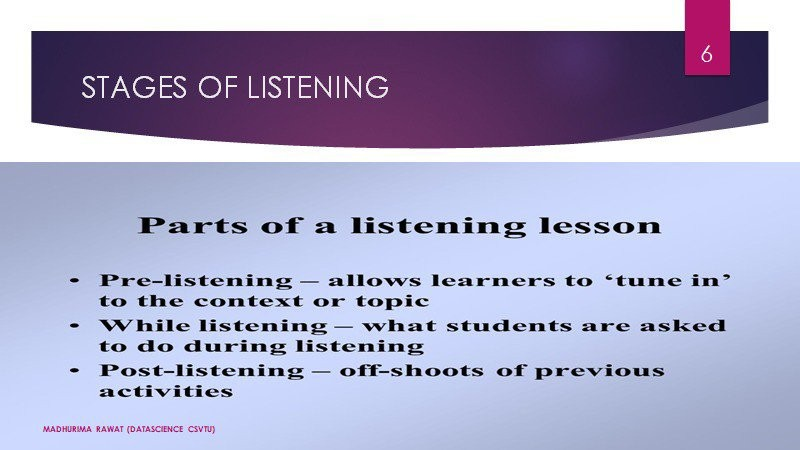 6
STAGES OF LISTENING
Parts of a listening lesson
• Pre-listening – allows learners to ‘tune in’
to the context or topic
• While listening – what students are asked
to do during listening
• Post-listening – off-shoots of previous
activities
MADHURIMA RAWAT (DATASCIENCE CSVTU)